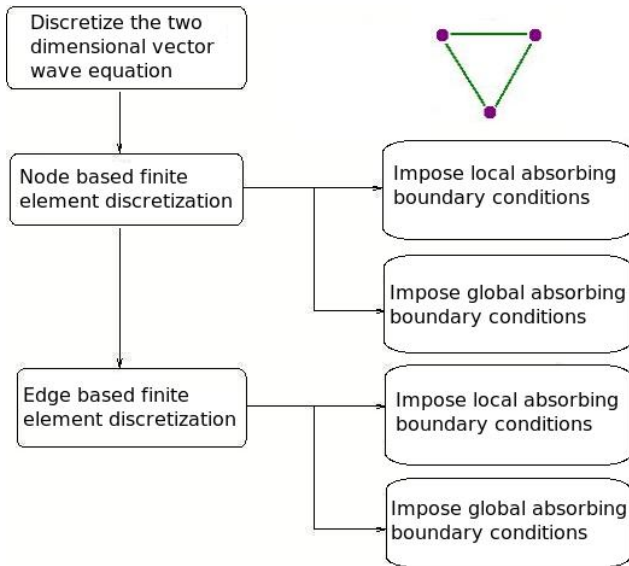 Discretize the two
dimensional vector
wave equation
Node based finite
element discretization
Impose local absorbing
boundary conditions
Impose global absorbing
boundary conditions
Edge based finite
element discretization
Impose local absorbing
boundary conditions
Impose global absorbing
boundary conditions